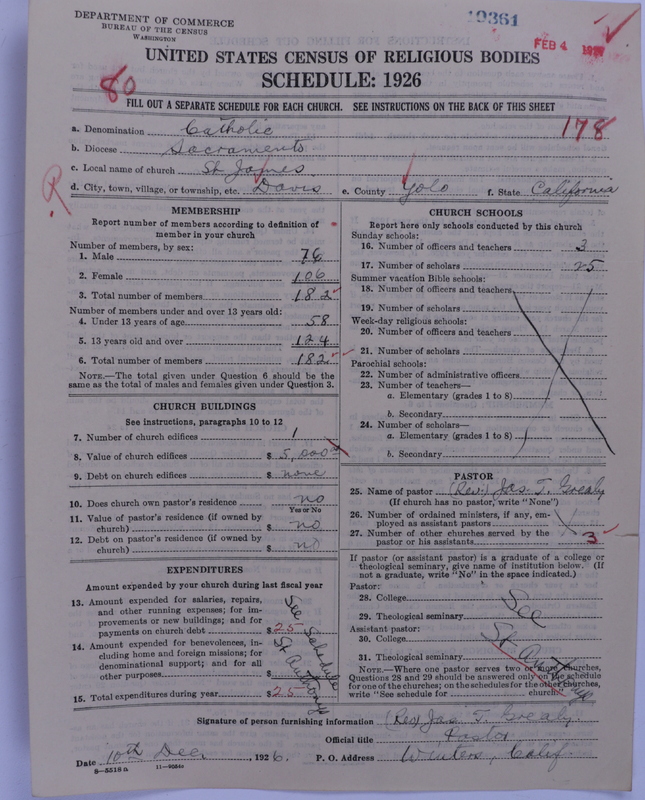 DEPARTMENT OF COMMERCE
BUREAU OF THE CENSUS
WASHINGTON
19361
FEB 4
UNITED STATES CENSUS OF RELIGIOUS BODIES
SCHEDULE: 1926
80
FILL OUT A SEPARATE SCHEDULE FOR EACH CHURCH. SEE INSTRUCTIONS ON THE BACK OF THIS SHEET
178
a. Denomination Catholic
b. Diocese Sacramento
c. Local name of church St. James
d. City, town, village, or township, etc. Davis e. County Yolo f. State California
MEMBERSHIP
Report number of members according to definition of
member in your church
Number of members, by sex:
1. Male 76
2. Female 106
3. Total number of members 182
Number of members under and over 13 years old:
4. Under 13 years of age 58
5. 13 years old and over 124
6. Total number of members 182
NOTE.—The total given under Question 6 should be the
same as the total of males and females given under Question 3.
CHURCH BUILDINGS
See instructions, paragraphs 10 to 12
7. Number of church edifices 1
8. Value of church edifices $ 5,000
9. Debt on church edifices $ none
10. Does church own pastor's residence no
Yes or No
11. Value of pastor's residence (if owned by
church) $ no
12. Debt on pastor's residence (if owned by
church) $ no
EXPENDITURES
Amount expended by your church during last fiscal year
13. Amount expended for salaries, repairs,
and other running expenses; for im-
provements or new buildings; and for
payments on church debt $ 25
14. Amount expended for benevolences, in-
cluding home and foreign missions; for
denominational support; and for all
other purposes $
15. Total expenditures during year $ 25
See Schedule
St Anthonys
CHURCH SCHOOLS
Report here only schools conducted by this church
Sunday schools:
16. Number of officers and teachers 3
17. Number of scholars 25
Summer vacation Bible schools:
18. Number of officers and teachers
19. Number of scholars
Week-day religious schools:
20. Number of officers and teachers
21. Number of scholars
Parochial schools:
22. Number of administrative officers
23. Number of teachers—
a. Elementary (grades 1 to 8)
b. Secondary
24. Number of scholars—
a. Elementary (grades 1 to 8)
b. Secondary
PASTOR
25. Name of pastor (Rev.) Jas. T. Grealy
(If church has no pastor, write "None")
26. Number of ordained ministers, if any, em-
ployed as assistant pastors
27. Number of other churches served by the
pastor or his assistants 3
If pastor (or assistant pastor) is a graduate of a college or
theological seminary, give name of institution below. (If
not a graduate, write "No" in the space indicated.)
Pastor:
28. College
29. Theological seminary See
Assistant pastor:
30. College St. Anthonys
31. Theological seminary
NOTE.—Where one pastor serves two or more churches,
Questions 28 and 29 should be answered only on the schedule
for one of the churches; on the schedules for the other churches,
write "See schedule for church."
Signature of person furnishing information (Rev) Jas. T. Grealy
Official title Pastor
Date 10th Dec, 1926. P. O. Address Winters, Calif.
8—5518 a